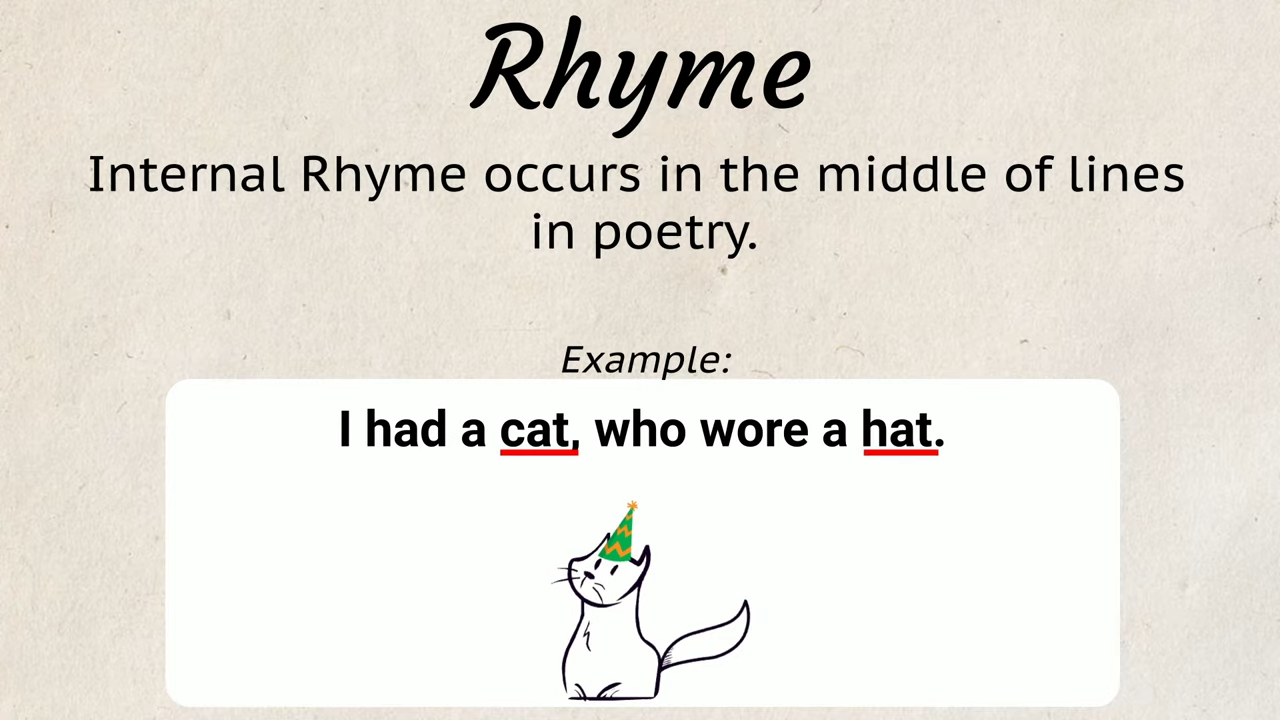 Rhyme
Internal Rhyme occurs in the middle of lines
in poetry.
Example:
I had a cat, who wore a hat.